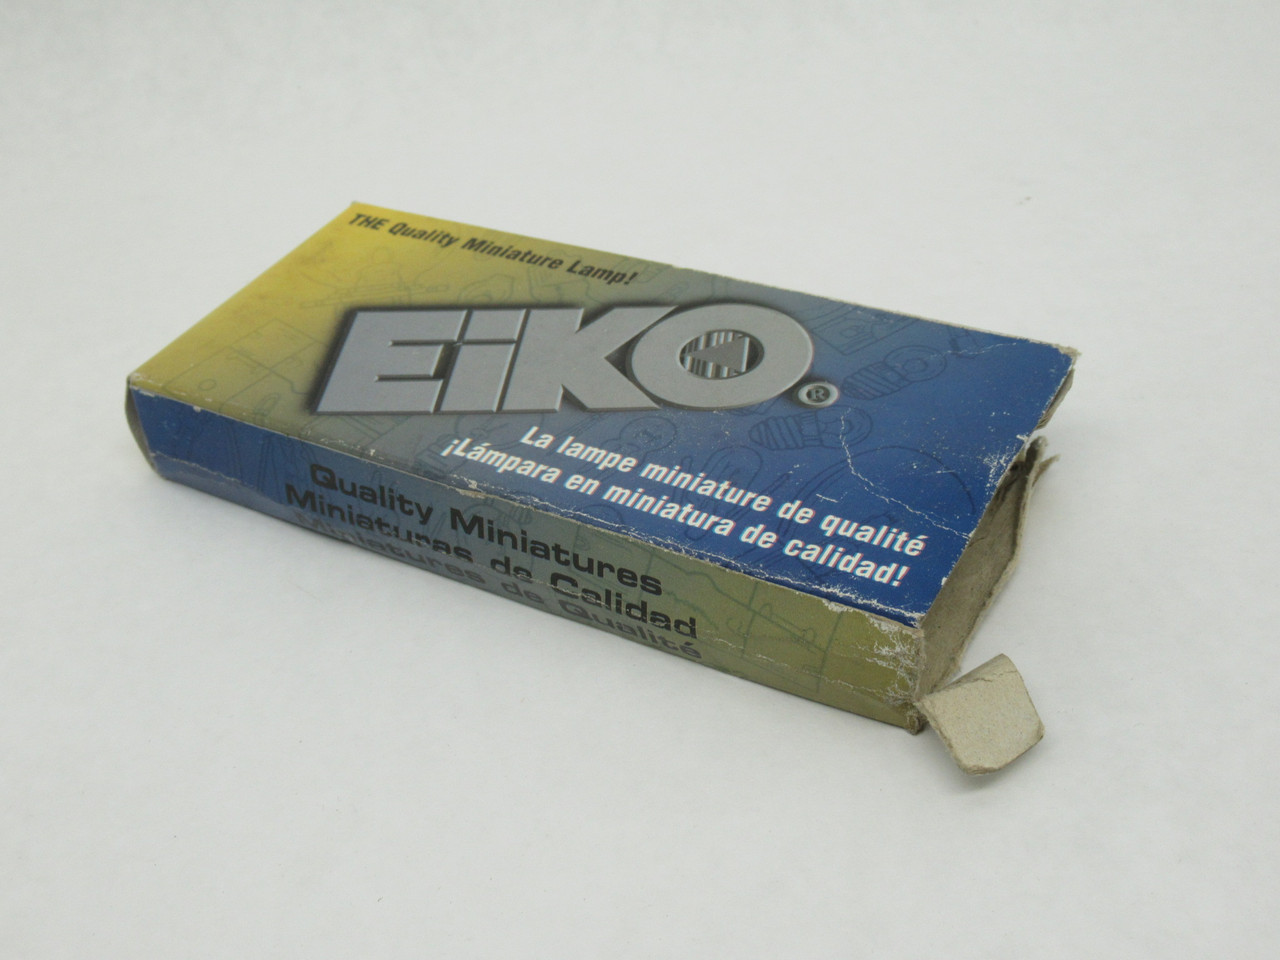 THE Quality Miniature Lamp!
EiKO®
La lampe miniature de qualité
¡Lámpara en miniatura de calidad!
Quality Miniatures
Miniaturas de Calidad
Miniatures de Qualité